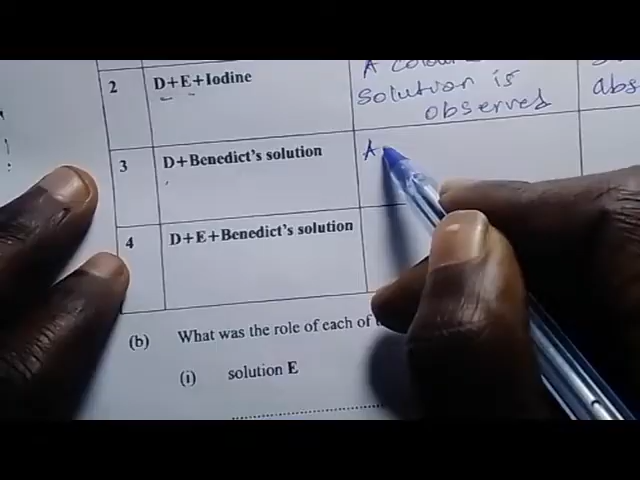 2 D+E+Iodine A colour
solution is abs
observed
3 D+Benedict's solution A
4 D+E+Benedict's solution
(b) What was the role of each of
(i) solution E